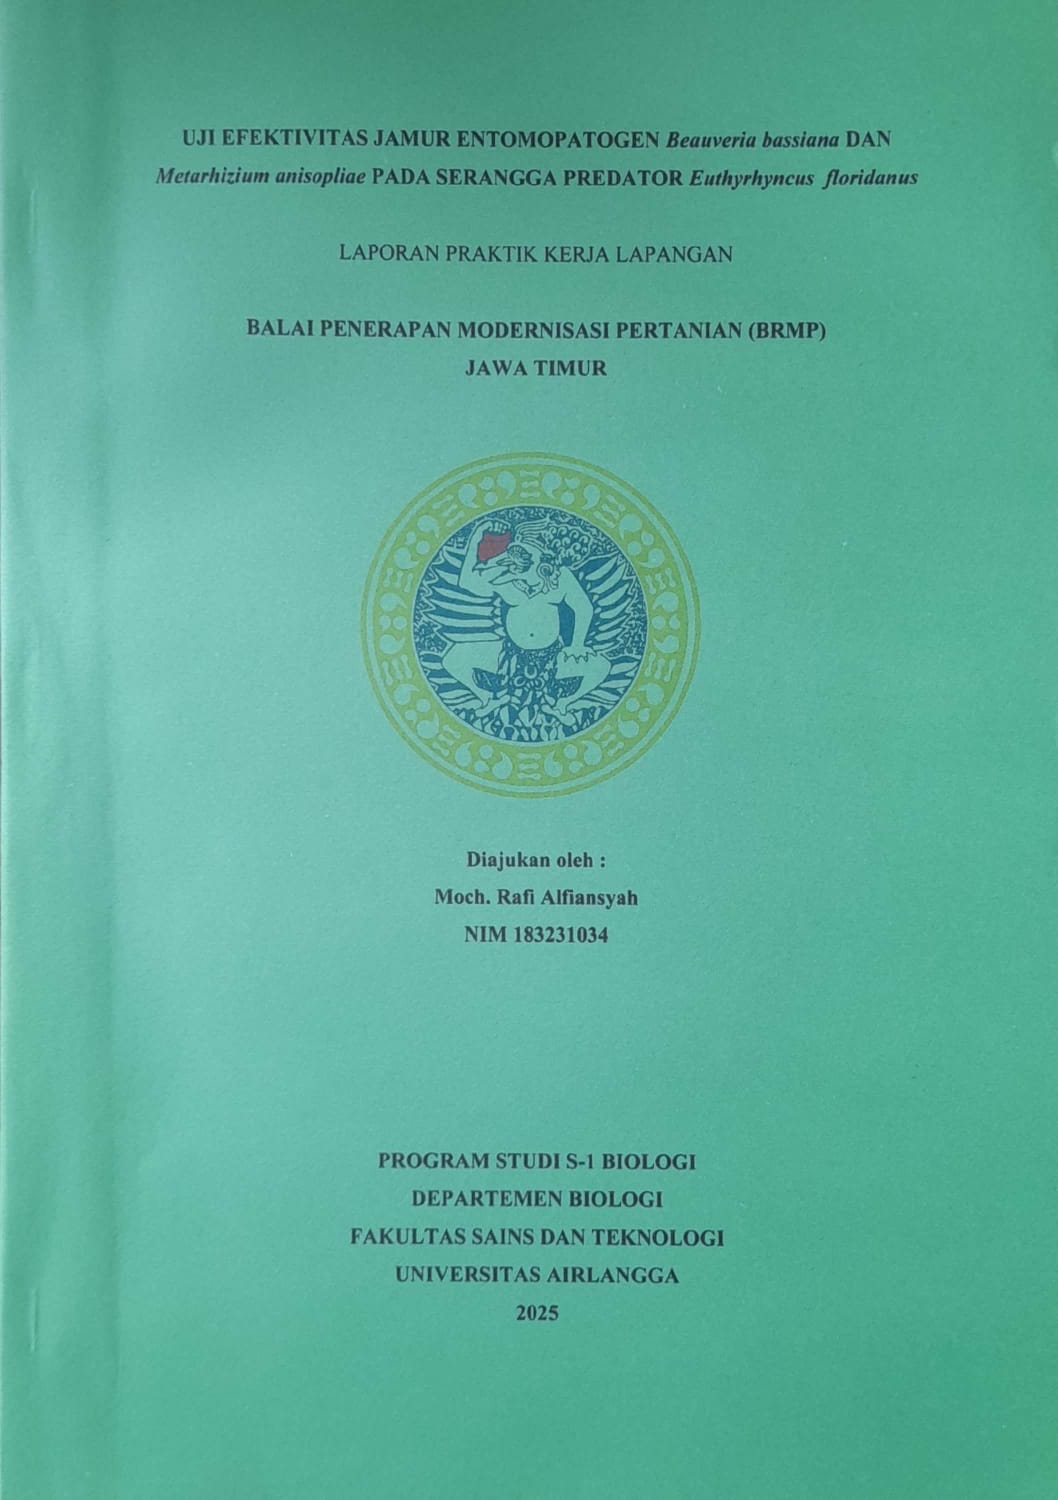 UJI EFEKTIVITAS JAMUR ENTOMOPATOGEN Beauveria bassiana DAN
Metarhizium anisopliae PADA SERANGGA PREDATOR Euthyrhyncus floridanus
LAPORAN PRAKTIK KERJA LAPANGAN
BALAI PENERAPAN MODERNISASI PERTANIAN (BRMP)
JAWA TIMUR
Diajukan oleh :
Moch. Rafi Alfiansyah
NIM 183231034
PROGRAM STUDI S-1 BIOLOGI
DEPARTEMEN BIOLOGI
FAKULTAS SAINS DAN TEKNOLOGI
UNIVERSITAS AIRLANGGA
2025